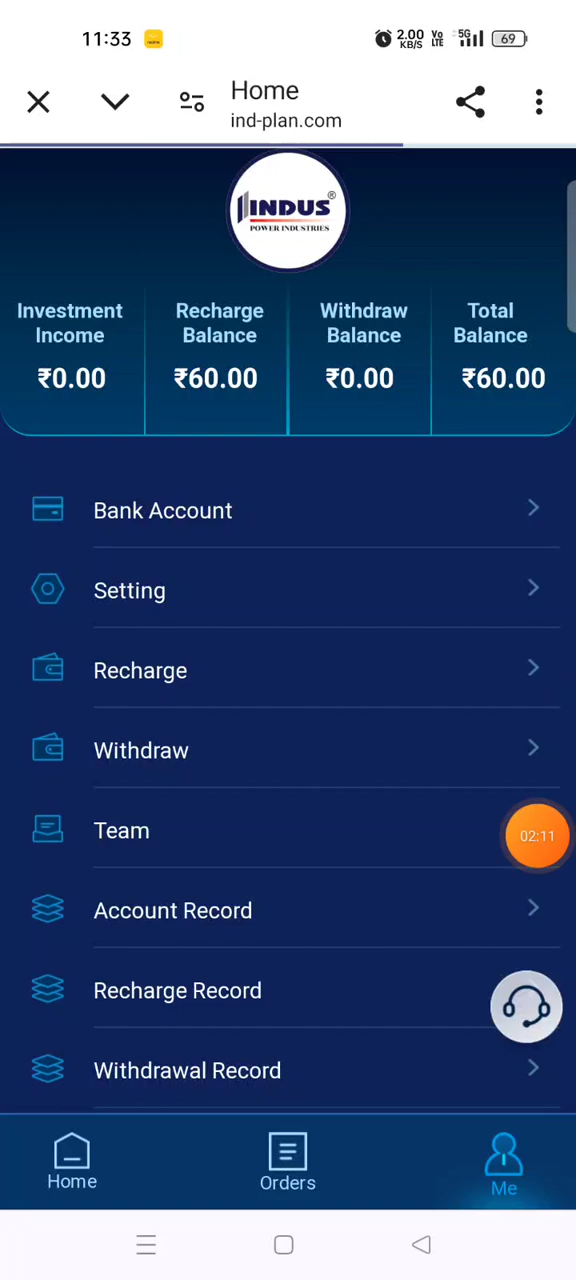 11:33 2.00 KB/S Vo LTE 5G 69
Home
ind-plan.com
INDUS®
POWER INDUSTRIES
Investment Income Recharge Balance Withdraw Balance Total Balance
₹0.00 ₹60.00 ₹0.00 ₹60.00
Bank Account
Setting
Recharge
Withdraw
Team
02:11
Account Record
Recharge Record
Withdrawal Record
Home Orders Me